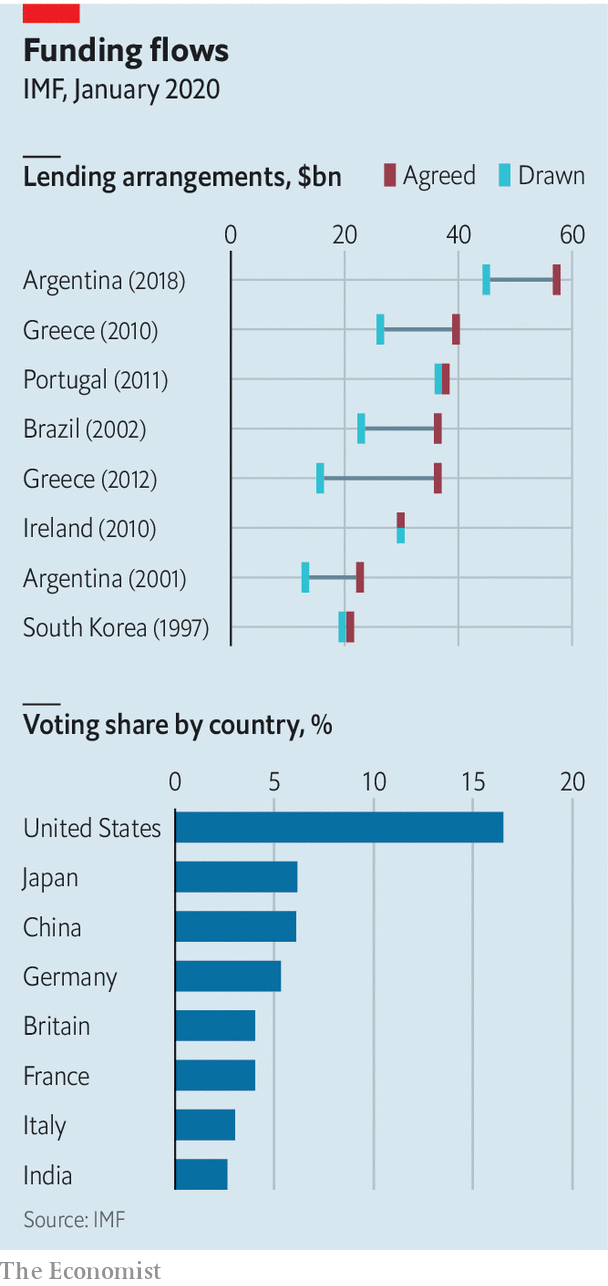 Funding flows
IMF, January 2020
Lending arrangements, $bn Agreed Drawn
0 20 40 60
Argentina (2018)
Greece (2010)
Portugal (2011)
Brazil (2002)
Greece (2012)
Ireland (2010)
Argentina (2001)
South Korea (1997)
Voting share by country, %
0 5 10 15 20
United States
Japan
China
Germany
Britain
France
Italy
India
Source: IMF
The Economist